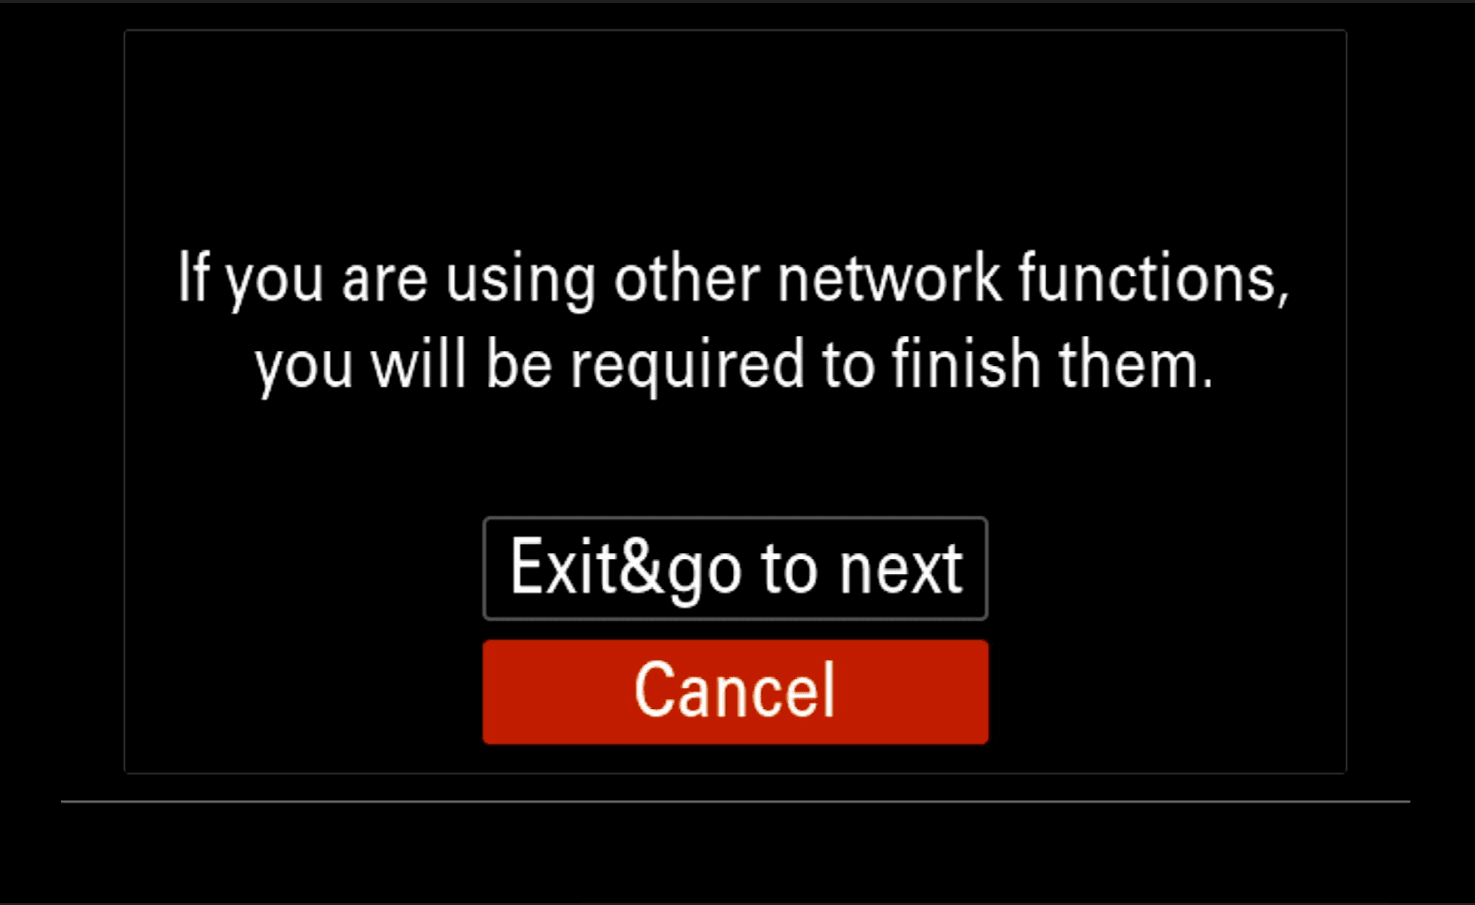 If you are using other network functions,
you will be required to finish them.
Exit&go to next
Cancel